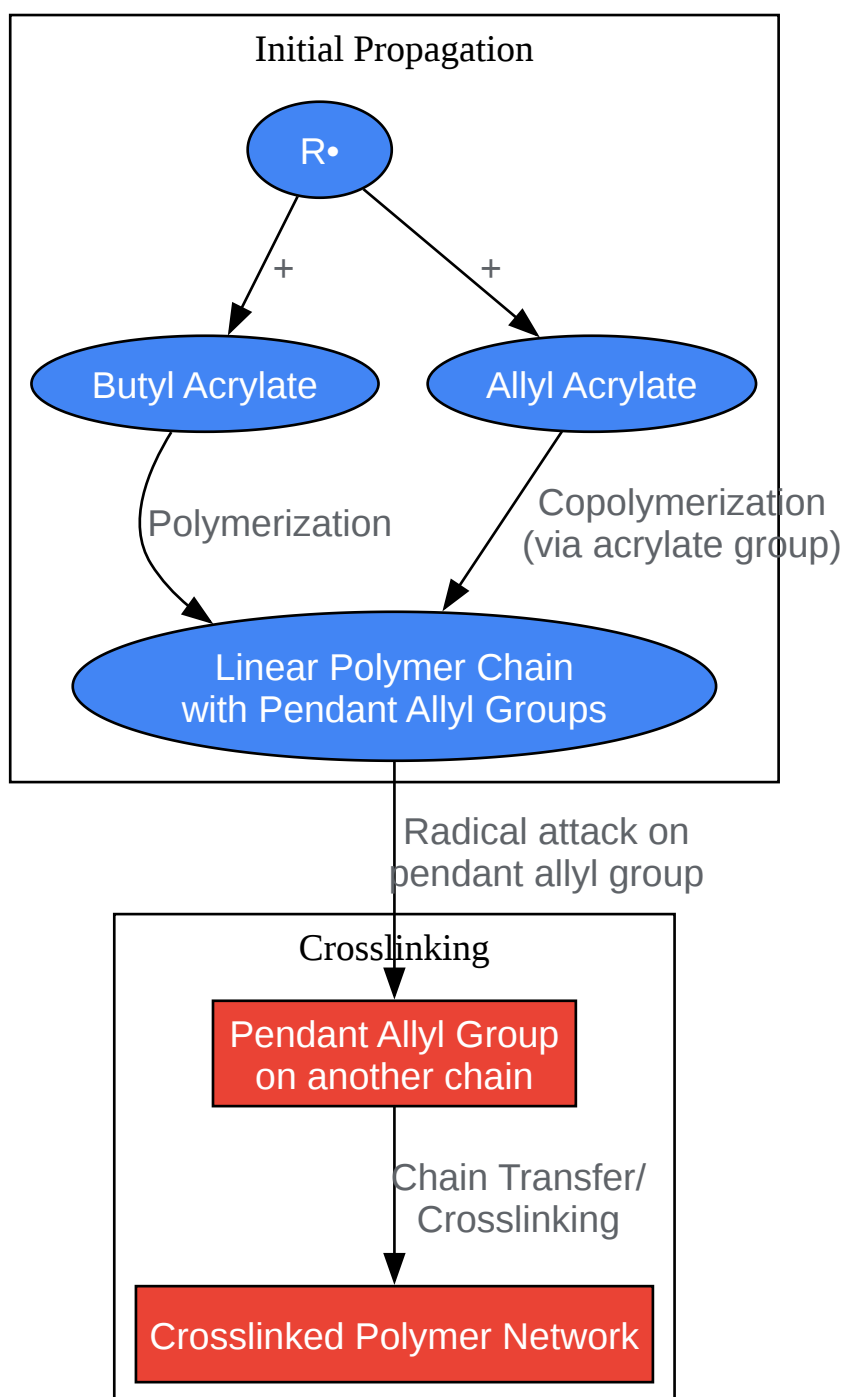 Initial Propagation
R•
+
+
Butyl Acrylate
Allyl Acrylate
Polymerization
Copolymerization
(via acrylate group)
Linear Polymer Chain
with Pendant Allyl Groups
Radical attack on
pendant allyl group
Crosslinking
Pendant Allyl Group
on another chain
Chain Transfer/
Crosslinking
Crosslinked Polymer Network